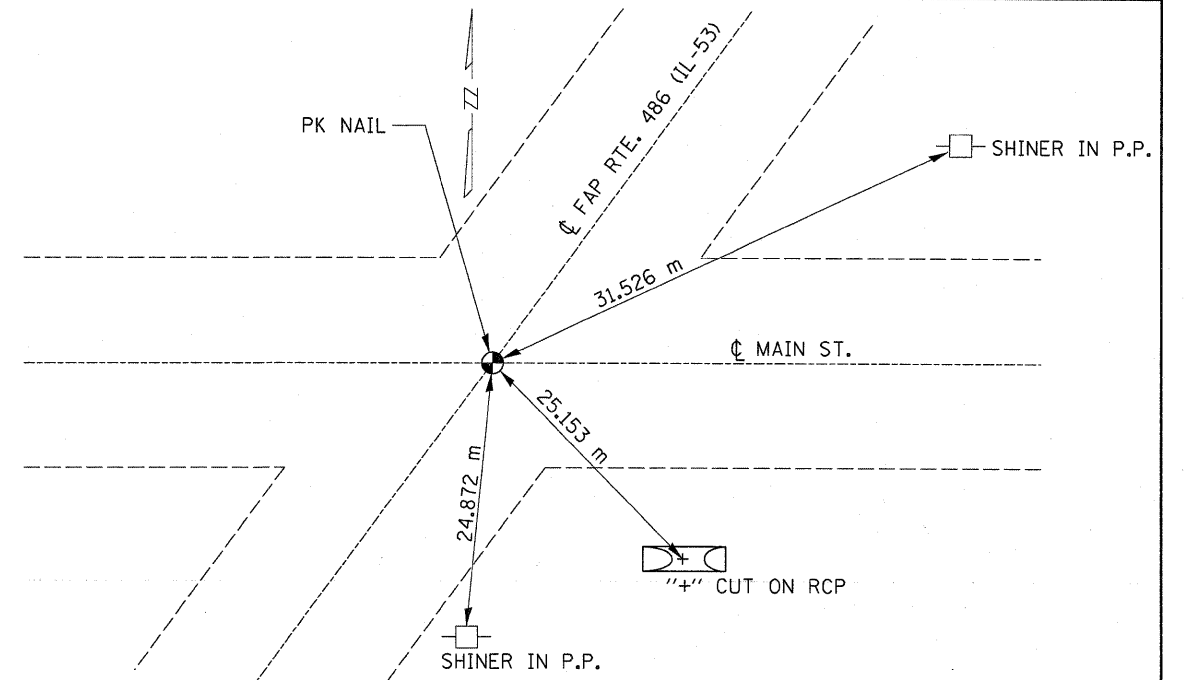 PK NAIL
N
℄ FAP RTE. 486 (IL-53)
SHINER IN P.P.
31.526 m
℄ MAIN ST.
25.153 m
24.872 m
"+" CUT ON RCP
SHINER IN P.P.